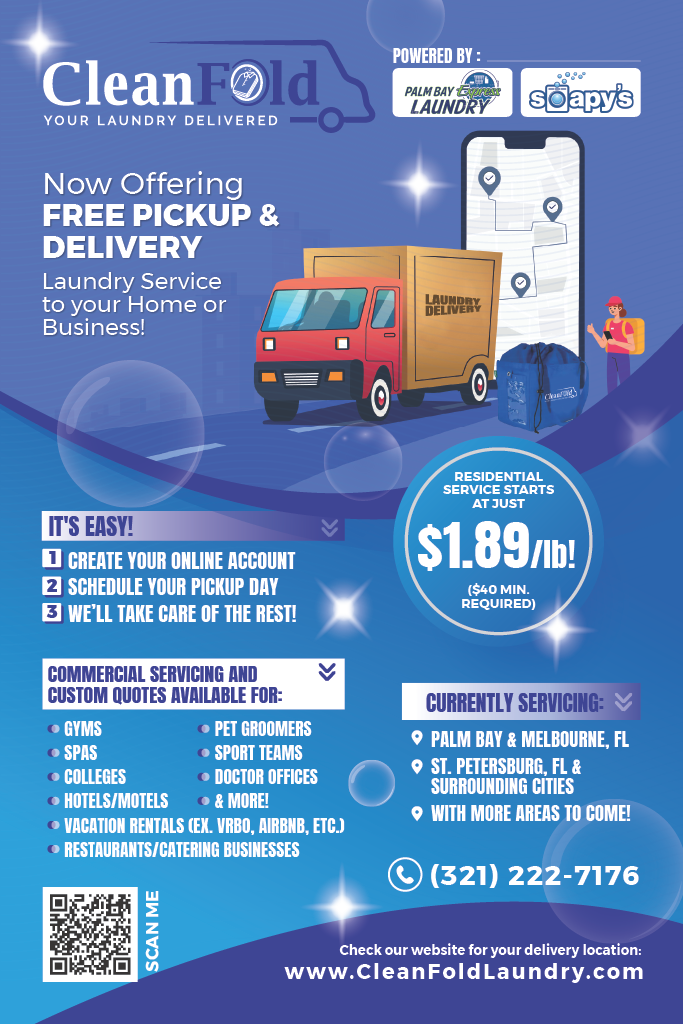 CleanFold
YOUR LAUNDRY DELIVERED
POWERED BY :
PALM BAY Express
LAUNDRY
soapy's
Now Offering
FREE PICKUP &
DELIVERY
Laundry Service
to your Home or
Business!
LAUNDRY
DELIVERY
CleanFold
RESIDENTIAL
SERVICE STARTS
AT JUST
$1.89/lb!
($40 MIN.
REQUIRED)
IT'S EASY!
1 CREATE YOUR ONLINE ACCOUNT
2 SCHEDULE YOUR PICKUP DAY
3 WE'LL TAKE CARE OF THE REST!
COMMERCIAL SERVICING AND
CUSTOM QUOTES AVAILABLE FOR:
GYMS
SPAS
COLLEGES
HOTELS/MOTELS
PET GROOMERS
SPORT TEAMS
DOCTOR OFFICES
& MORE!
VACATION RENTALS (EX. VRBO, AIRBNB, ETC.)
RESTAURANTS/CATERING BUSINESSES
CURRENTLY SERVICING:
PALM BAY & MELBOURNE, FL
ST. PETERSBURG, FL &
SURROUNDING CITIES
WITH MORE AREAS TO COME!
(321) 222-7176
SCAN ME
Check our website for your delivery location:
www.CleanFoldLaundry.com